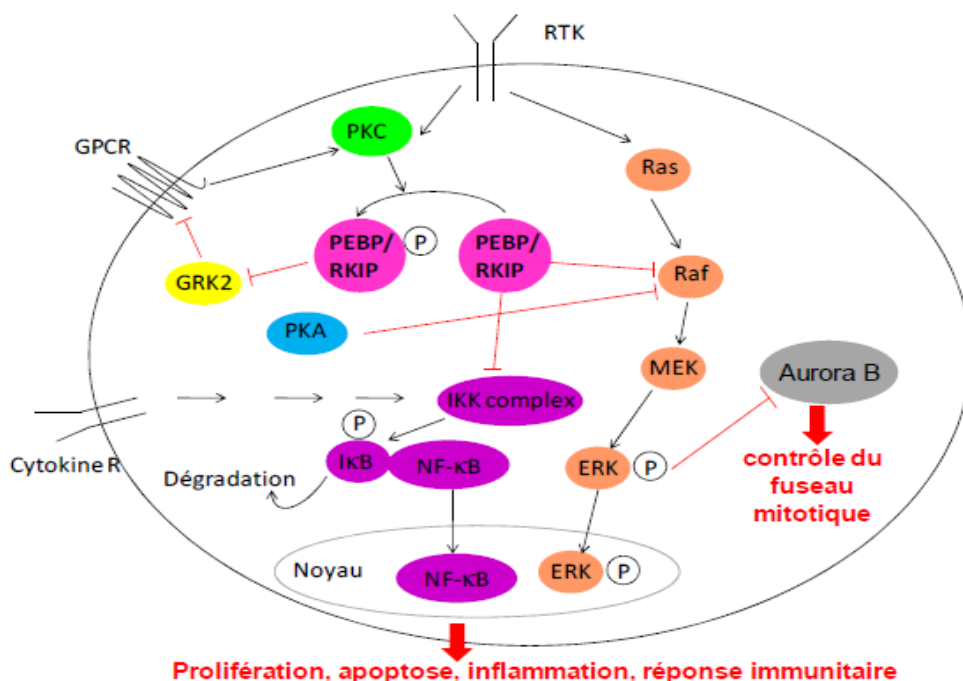 RTK
PKC
GPCR
Ras
PEBP/
RKIP
P
PEBP/
RKIP
Raf
GRK2
PKA
MEK
Aurora B
IKK complex
P
Cytokine R
IκB
NF-κB
ERK
P
contrôle du
fuseau
mitotique
Dégradation
Noyau
NF-κB
ERK
P
Prolifération, apoptose, inflammation, réponse immunitaire